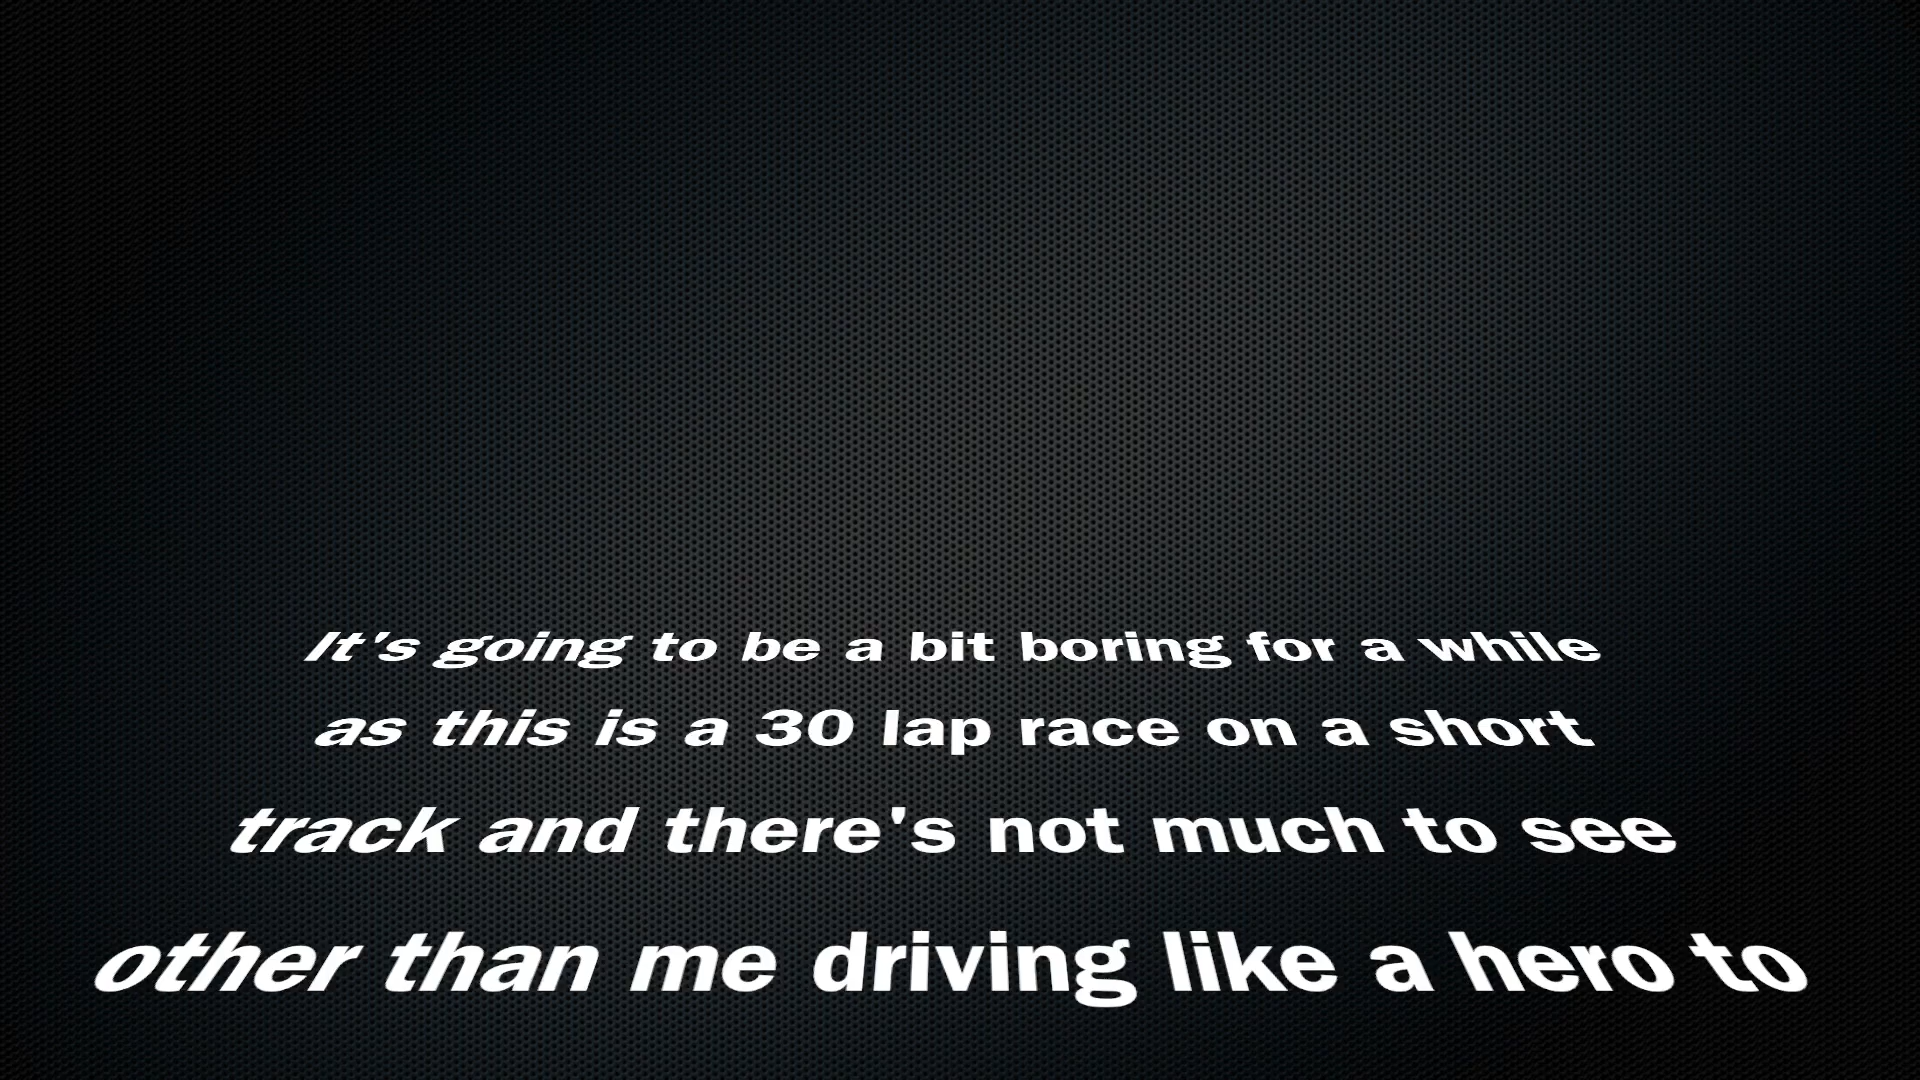 It's going to be a bit boring for a while
as this is a 30 lap race on a short
track and there's not much to see
other than me driving like a hero to